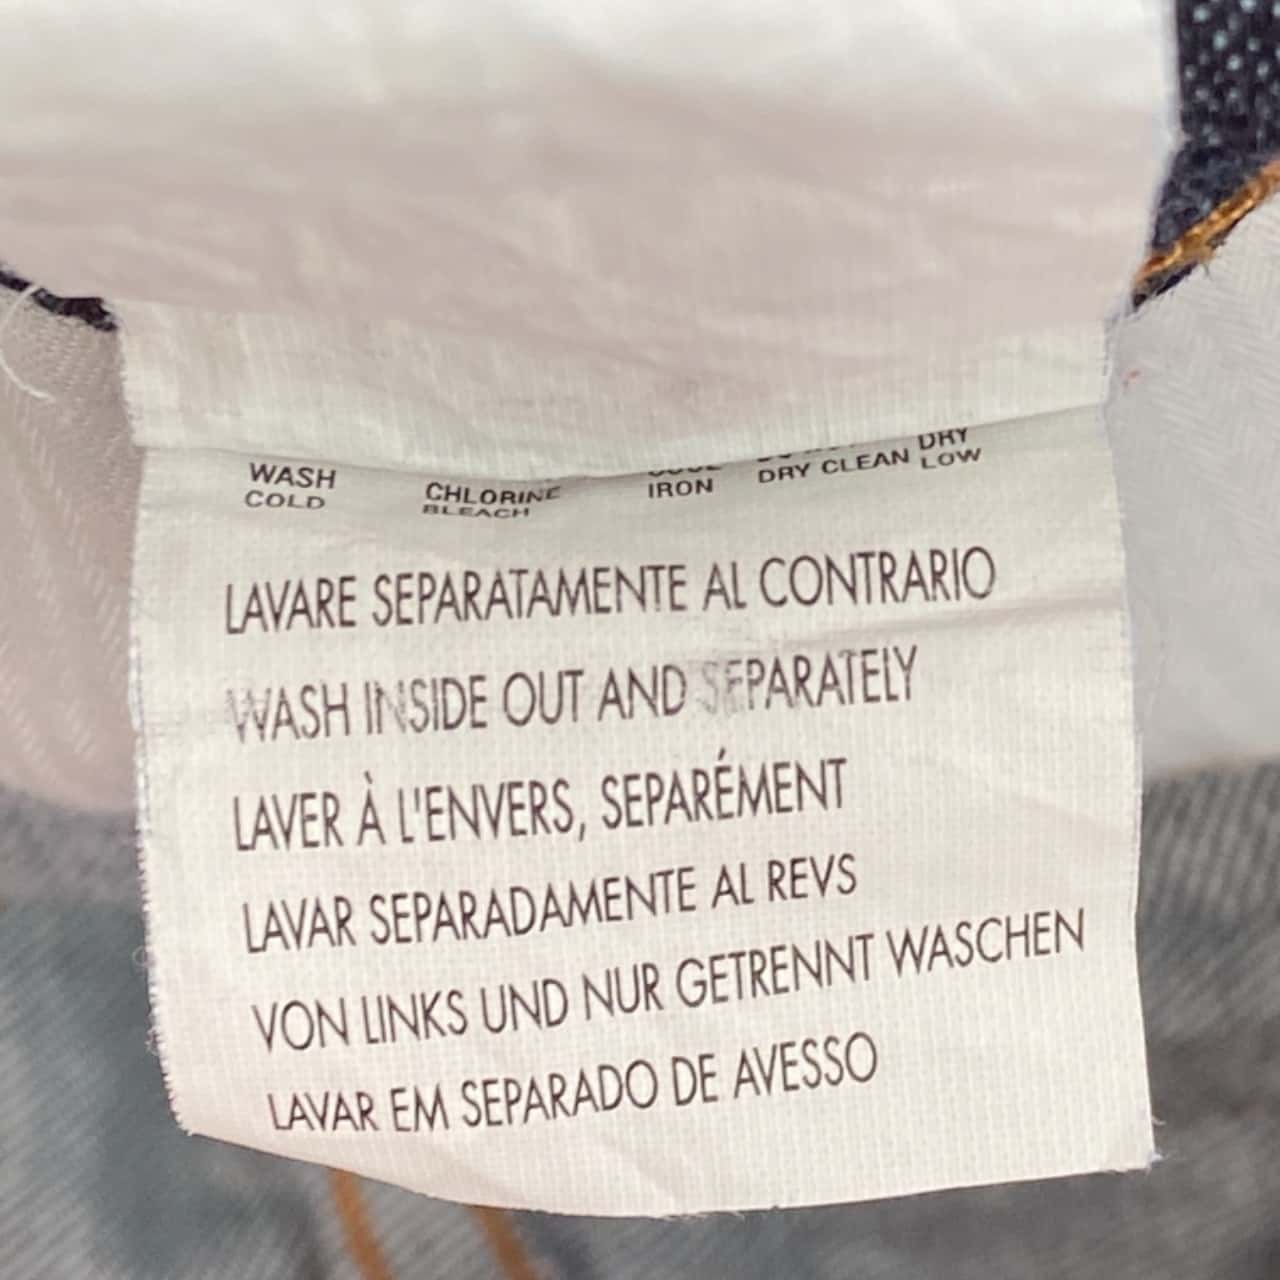 WASH COLD
CHLORINE BLEACH
IRON
DRY CLEAN
DRY LOW
LAVARE SEPARATAMENTE AL CONTRARIO
WASH INSIDE OUT AND SEPARATELY
LAVER À L'ENVERS, SEPARÉMENT
LAVAR SEPARADAMENTE AL REVS
VON LINKS UND NUR GETRENNT WASCHEN
LAVAR EM SEPARADO DE AVESSO